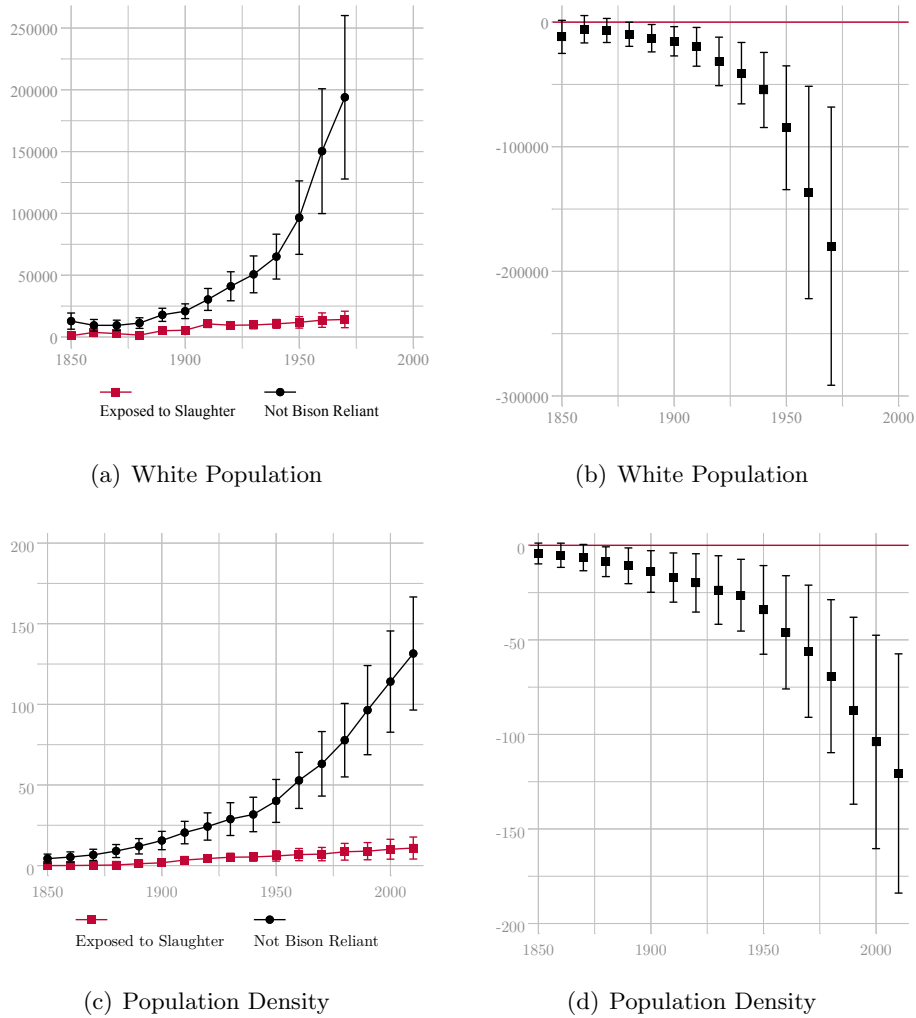 250000
200000
150000
100000
50000
0
1850 1900 1950 2000
Exposed to Slaughter Not Bison Reliant
(a) White Population
0
-100000
-200000
-300000
1850 1900 1950 2000
(b) White Population
200
150
100
50
0
1850 1900 1950 2000
Exposed to Slaughter Not Bison Reliant
(c) Population Density
0
-50
-100
-150
-200
1850 1900 1950 2000
(d) Population Density